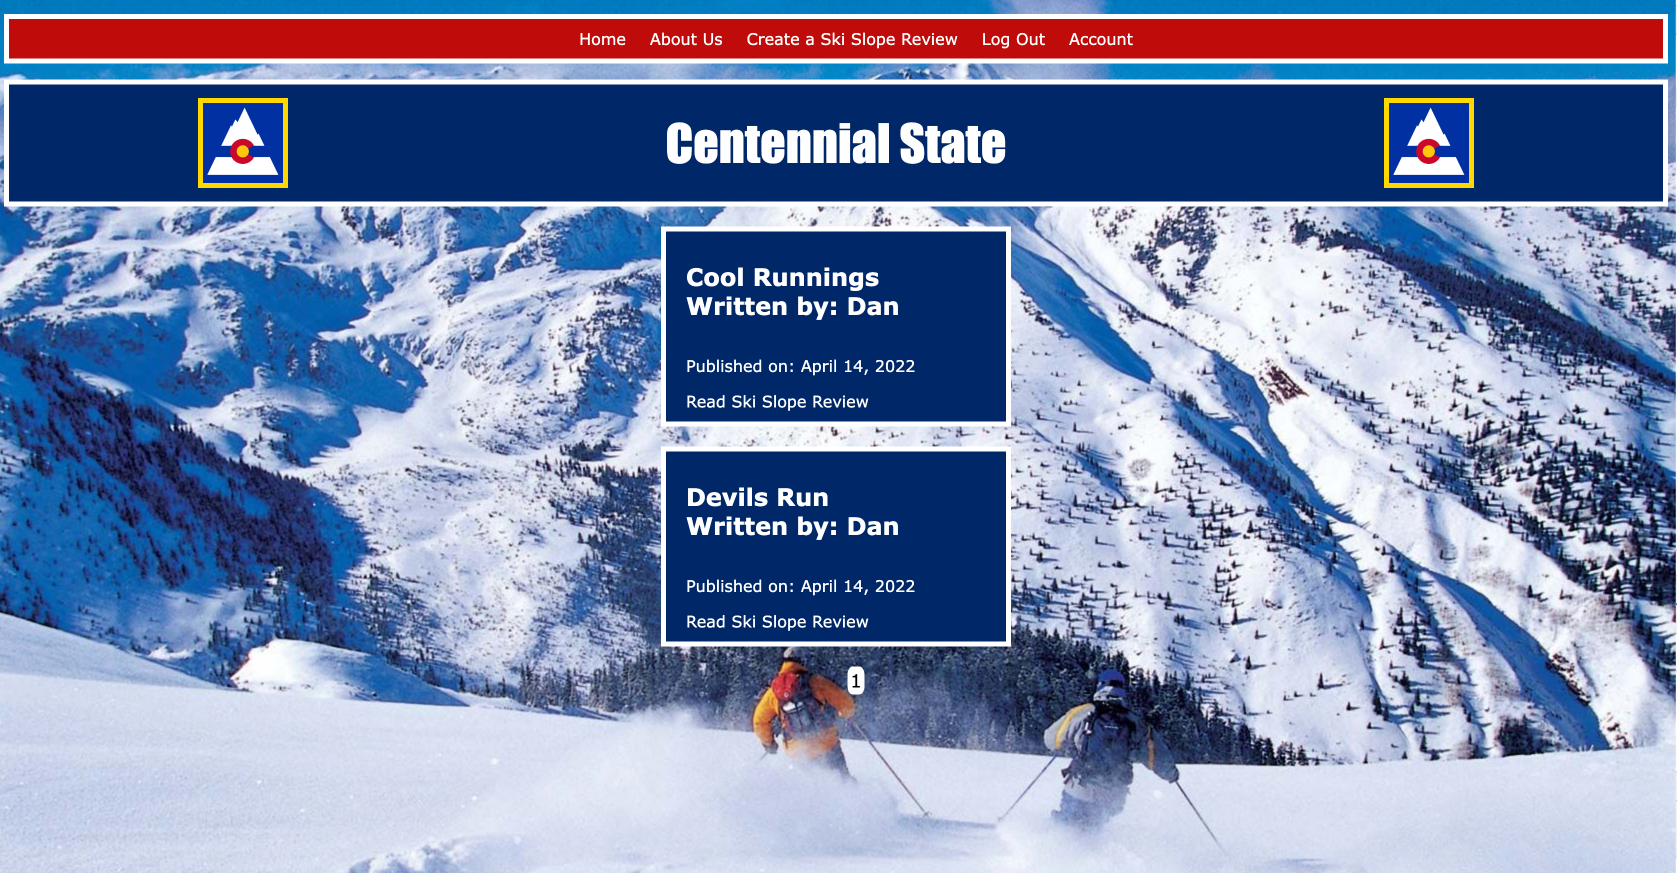 Home About Us Create a Ski Slope Review Log Out Account
Centennial State
Cool Runnings
Written by: Dan
Published on: April 14, 2022
Read Ski Slope Review
Devils Run
Written by: Dan
Published on: April 14, 2022
Read Ski Slope Review
1